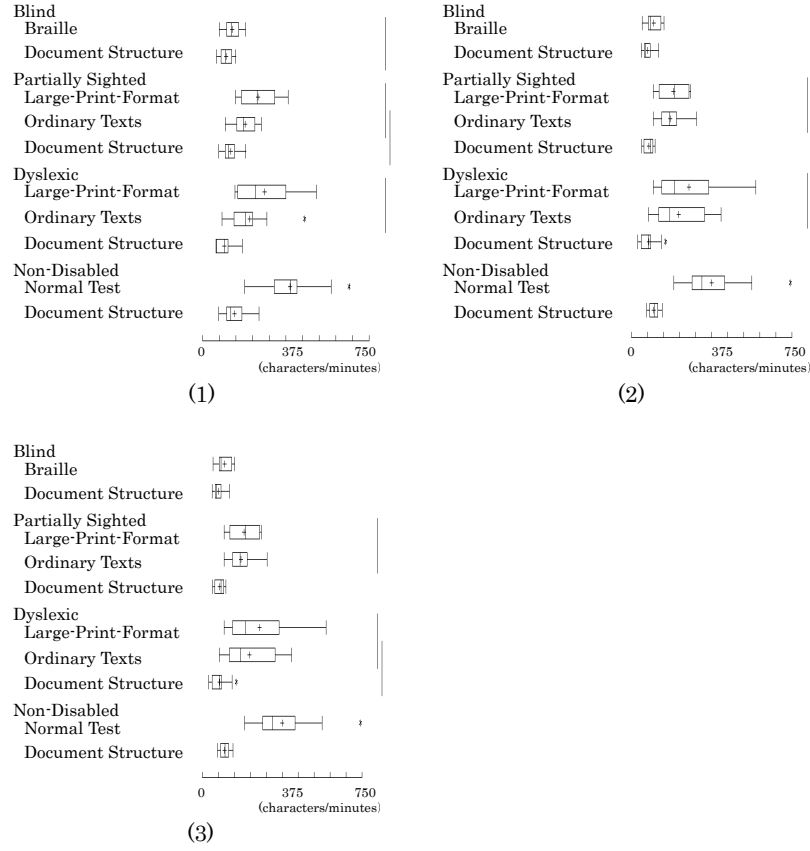 Blind
Braille
Document Structure
Partially Sighted
Large-Print-Format
Ordinary Texts
Document Structure
Dyslexic
Large-Print-Format
Ordinary Texts
Document Structure
Non-Disabled
Normal Test
Document Structure
0 375 750
(characters/minutes)
(1)
Blind
Braille
Document Structure
Partially Sighted
Large-Print-Format
Ordinary Texts
Document Structure
Dyslexic
Large-Print-Format
Ordinary Texts
Document Structure
Non-Disabled
Normal Test
Document Structure
0 375 750
(characters/minutes)
(2)
Blind
Braille
Document Structure
Partially Sighted
Large-Print-Format
Ordinary Texts
Document Structure
Dyslexic
Large-Print-Format
Ordinary Texts
Document Structure
Non-Disabled
Normal Test
Document Structure
0 375 750
(characters/minutes)
(3)